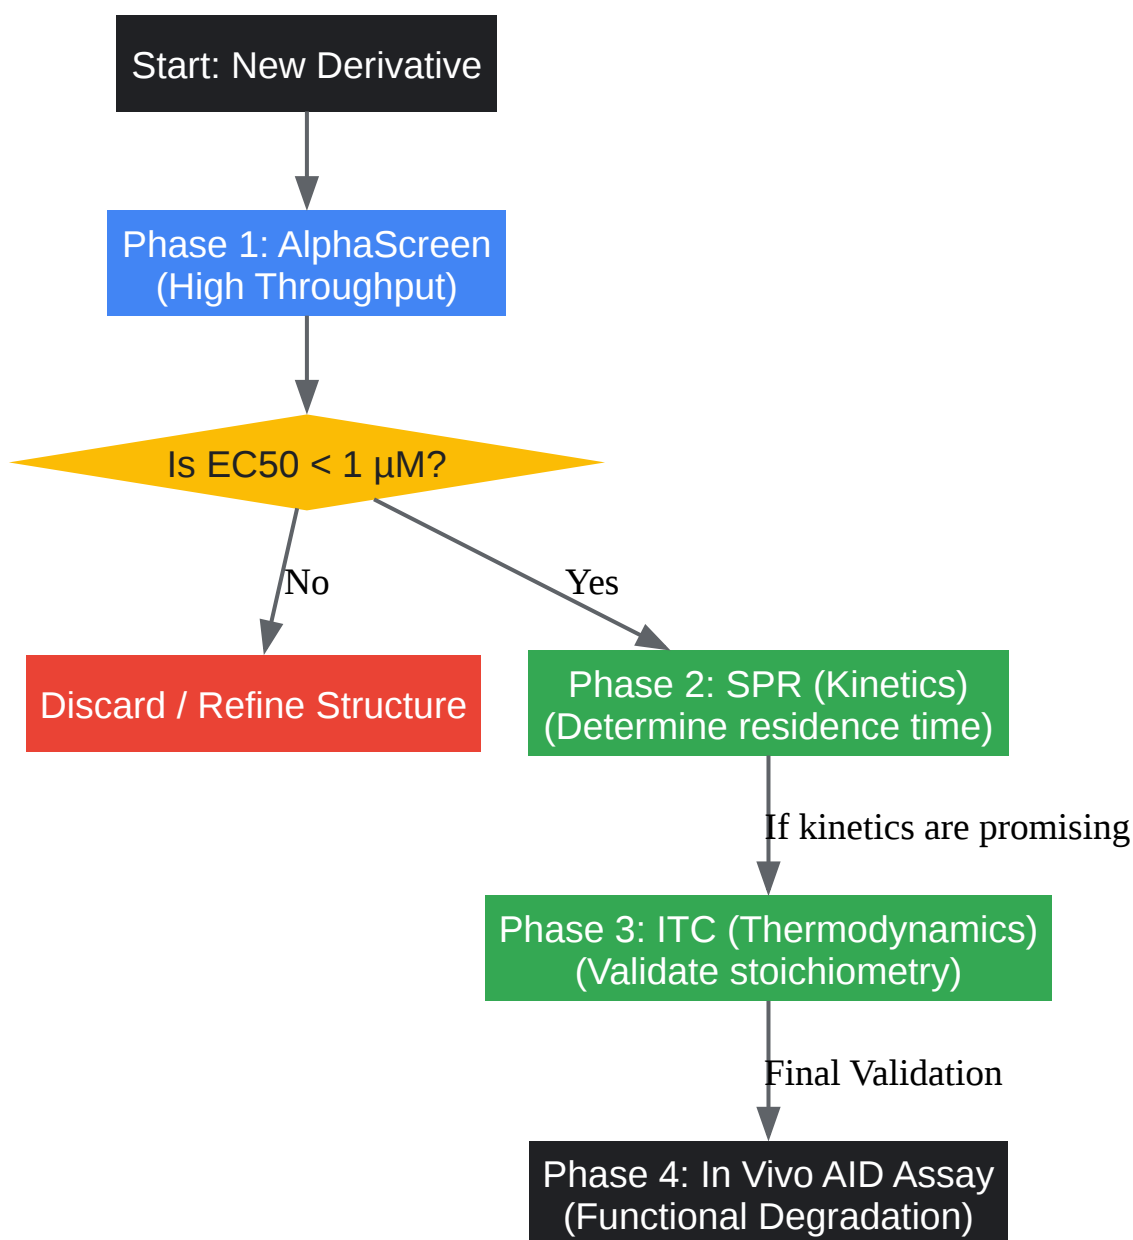 Start: New Derivative
Phase 1: AlphaScreen
(High Throughput)
Is EC50 < 1 µM?
No
Yes
Discard / Refine Structure
Phase 2: SPR (Kinetics)
(Determine residence time)
If kinetics are promising
Phase 3: ITC (Thermodynamics)
(Validate stoichiometry)
Final Validation
Phase 4: In Vivo AID Assay
(Functional Degradation)